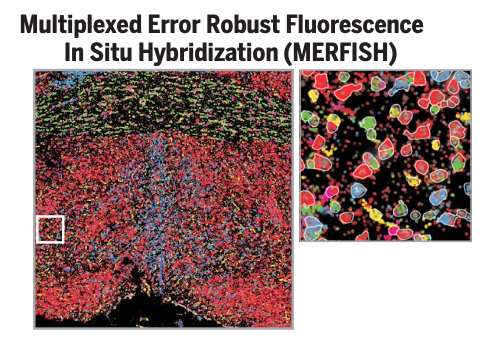 Multiplexed Error Robust Fluorescence
In Situ Hybridization (MERFISH)